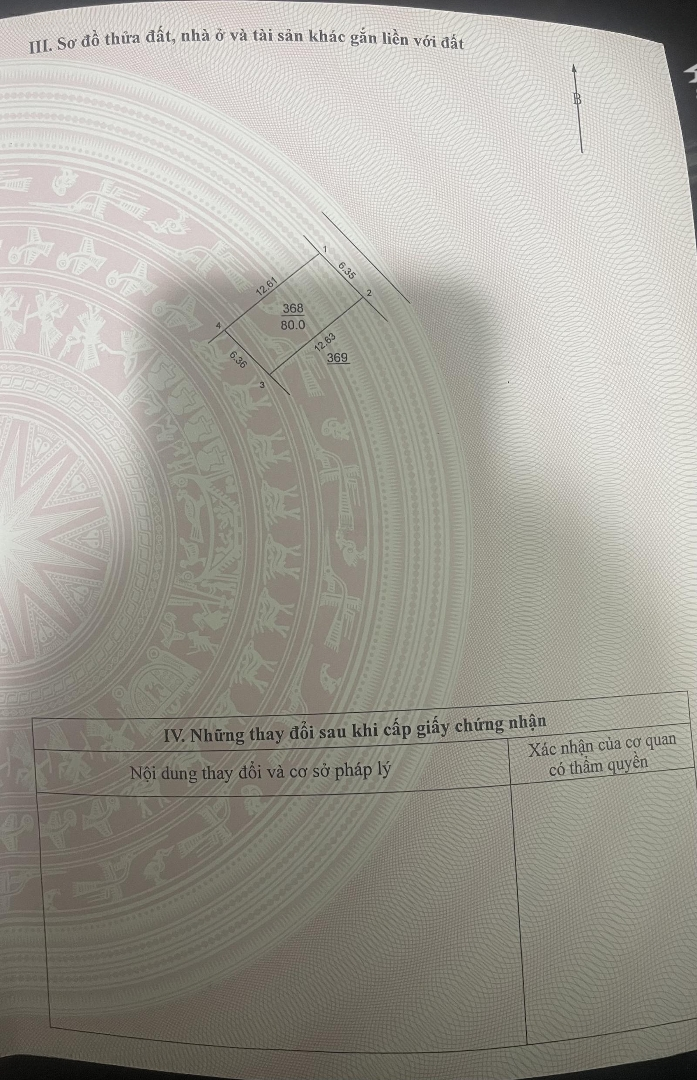 III. Sơ đồ thửa đất, nhà ở và tài sản khác gắn liền với đất
B
1
6.35
2
12.61
368
80.0
4
12.63
369
6.36
3
IV. Những thay đổi sau khi cấp giấy chứng nhận
Nội dung thay đổi và cơ sở pháp lý
Xác nhận của cơ quan
có thẩm quyền